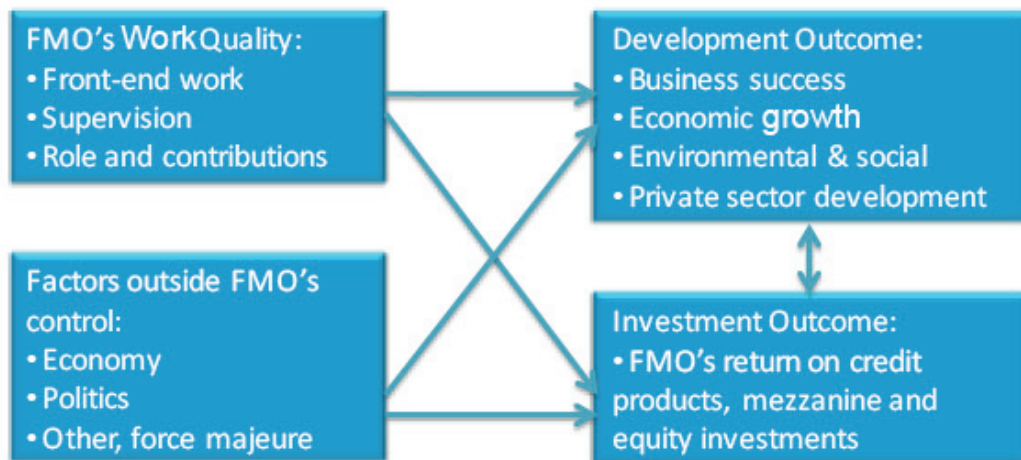 FMO's Work Quality:
• Front-end work
• Supervision
• Role and contributions
Factors outside FMO's
control:
• Economy
• Politics
• Other, force majeure
Development Outcome:
• Business success
• Economic growth
• Environmental & social
• Private sector development
Investment Outcome:
• FMO's return on credit
products, mezzanine and
equity investments